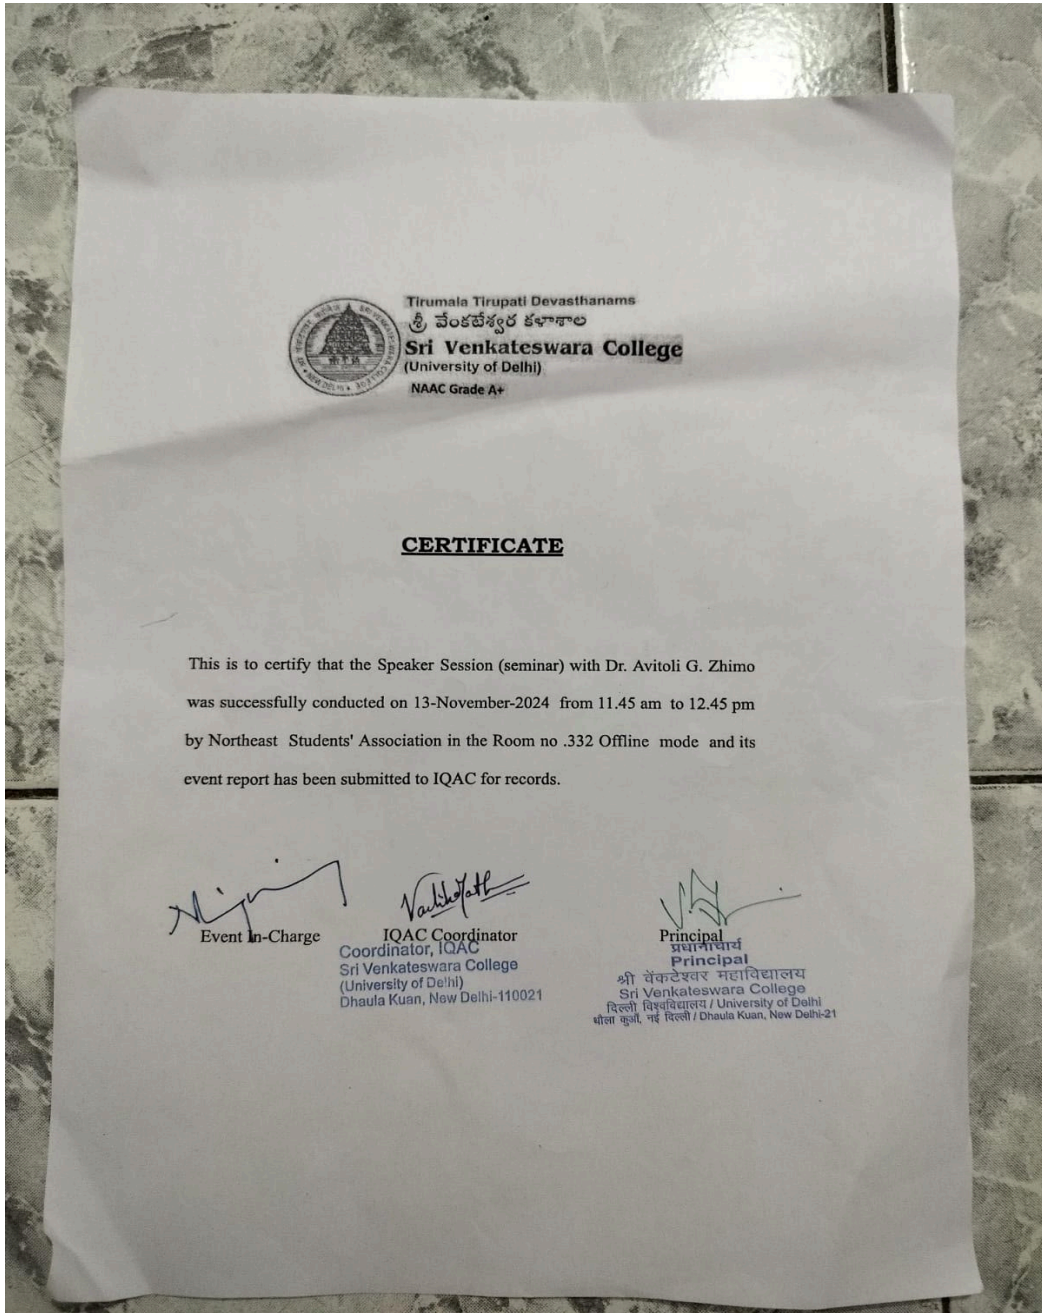 Tirumala Tirupati Devasthanams
శ్రీ వేంకటేశ్వర కళాశాల
Sri Venkateswara College
(University of Delhi)
NAAC Grade A+
CERTIFICATE
This is to certify that the Speaker Session (seminar) with Dr. Avitoli G. Zhimo
was successfully conducted on 13-November-2024 from 11.45 am to 12.45 pm
by Northeast Students' Association in the Room no .332 Offline mode and its
event report has been submitted to IQAC for records.
Event In-Charge
IQAC Coordinator
Coordinator, IQAC
Sri Venkateswara College
(University of Delhi)
Dhaula Kuan, New Delhi-110021
Principal
प्रधानाचार्य
Principal
श्री वेंकटेश्वर महाविद्यालय
Sri Venkateswara College
दिल्ली विश्वविद्यालय / University of Delhi
धौला कुआँ, नई दिल्ली / Dhaula Kuan, New Delhi-21